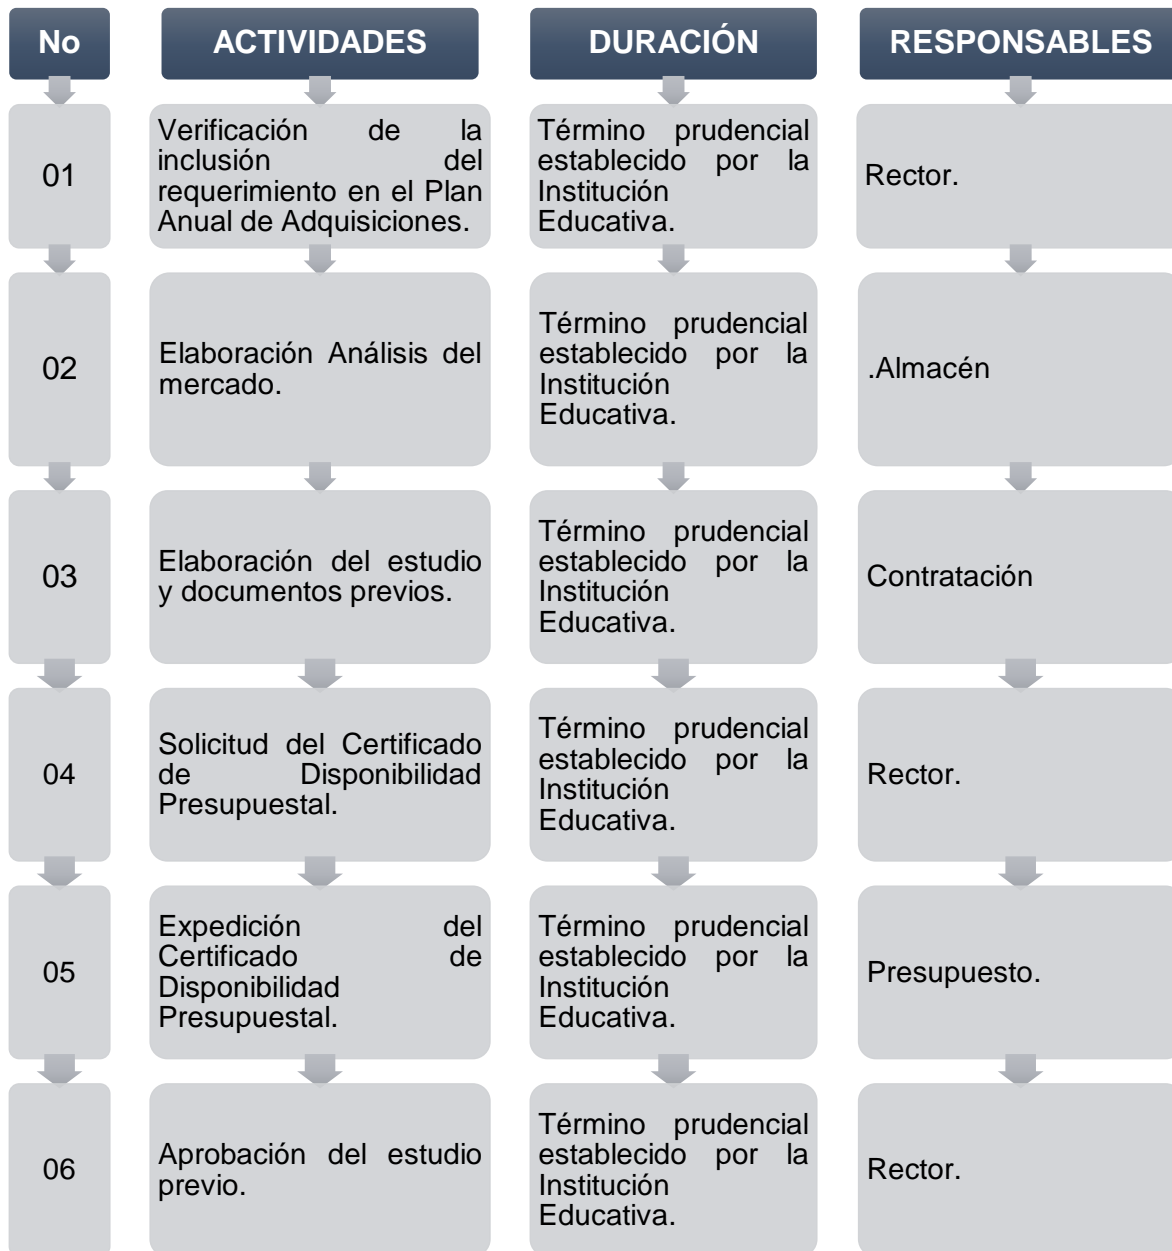 No
ACTIVIDADES
DURACIÓN
RESPONSABLES
01
Verificación de la
inclusión del
requerimiento en el Plan
Anual de Adquisiciones.
Término prudencial
establecido por la
Institución
Educativa.
Rector.
02
Elaboración Análisis del
mercado.
Término prudencial
establecido por la
Institución
Educativa.
.Almacén
03
Elaboración del estudio
y documentos previos.
Término prudencial
establecido por la
Institución
Educativa.
Contratación
04
Solicitud del Certificado
de Disponibilidad
Presupuestal.
Término prudencial
establecido por la
Institución
Educativa.
Rector.
05
Expedición del
Certificado de
Disponibilidad
Presupuestal.
Término prudencial
establecido por la
Institución
Educativa.
Presupuesto.
06
Aprobación del estudio
previo.
Término prudencial
establecido por la
Institución
Educativa.
Rector.